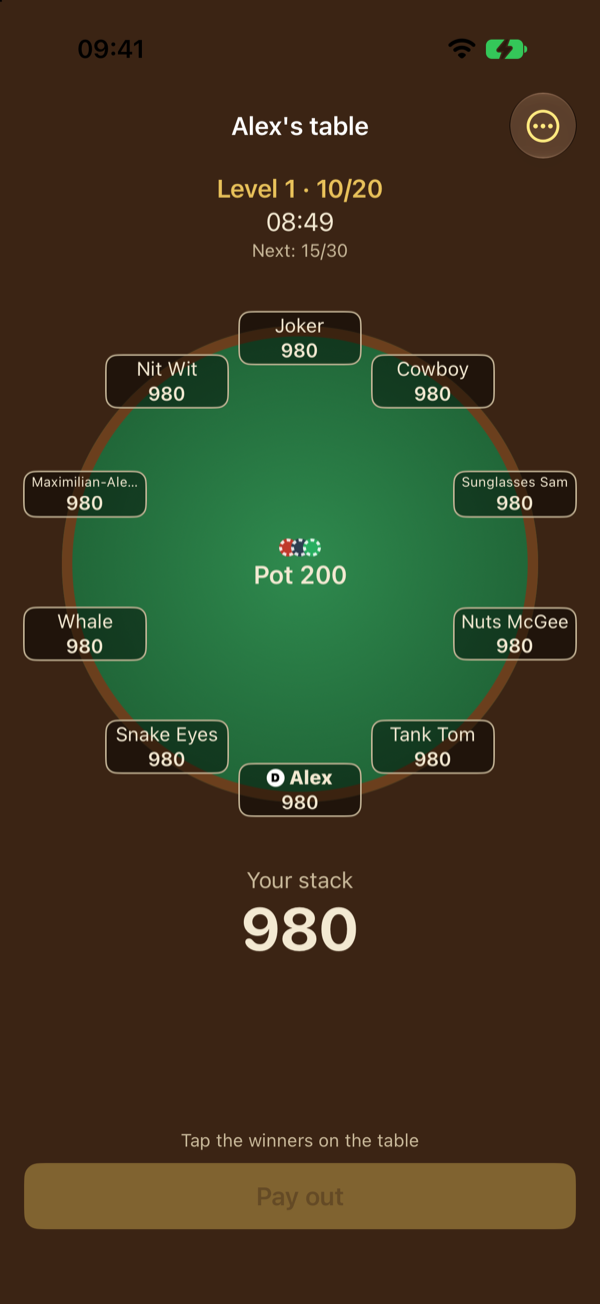 09:41
Alex's table
Level 1 · 10/20
08:49
Next: 15/30
Joker
980
Nit Wit
980
Cowboy
980
Maximilian-Ale...
980
Sunglasses Sam
980
Pot 200
Whale
980
Nuts McGee
980
Snake Eyes
980
Tank Tom
980
D Alex
980
Your stack
980
Tap the winners on the table
Pay out